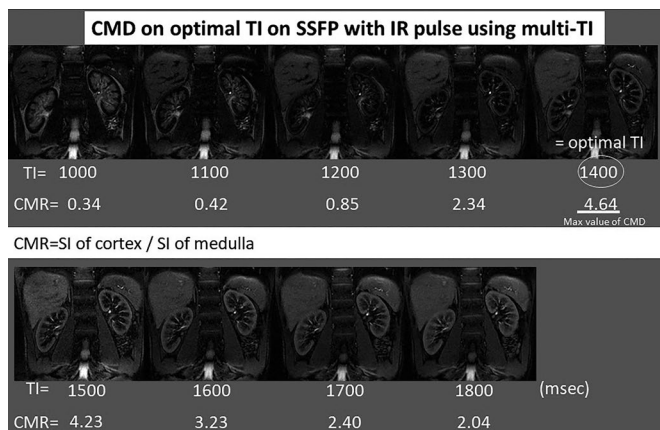 CMD on optimal TI on SSFP with IR pulse using multi-TI
= optimal TI
TI= 1000 1100 1200 1300 1400
CMR= 0.34 0.42 0.85 2.34 4.64
Max value of CMD
CMR=SI of cortex / SI of medulla
TI= 1500 1600 1700 1800 (msec)
CMR= 4.23 3.23 2.40 2.04